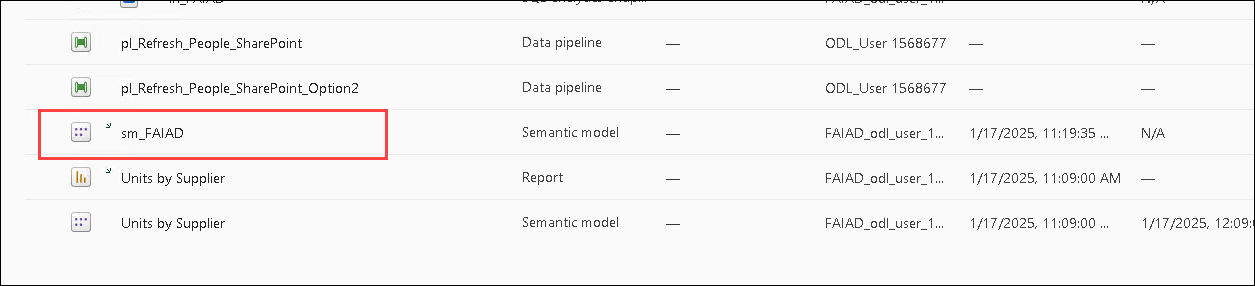 pl_Refresh_People_SharePoint Data pipeline — ODL_User 1568677 — —
pl_Refresh_People_SharePoint_Option2 Data pipeline — ODL_User 1568677 — —
sm_FAIAD Semantic model — FAIAD_odl_user_1... 1/17/2025, 11:19:35 ... N/A
Units by Supplier Report — FAIAD_odl_user_1... 1/17/2025, 11:09:00 AM —
Units by Supplier Semantic model — FAIAD_odl_user_1... 1/17/2025, 11:09:00 ... 1/17/2025, 12:09:0